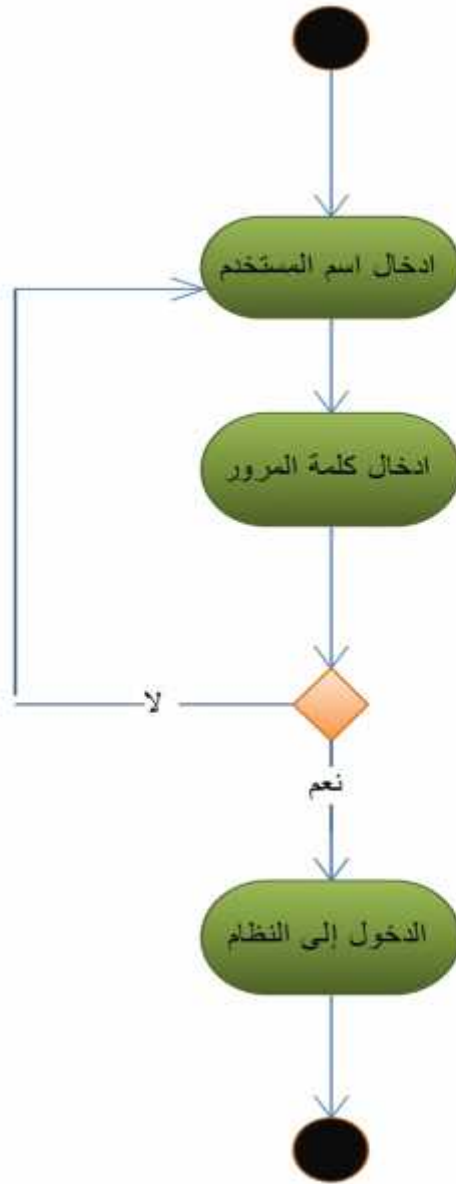 ادخال اسم المستخدم
ادخال كلمة المرور
لا
نعم
الدخول إلى النظام